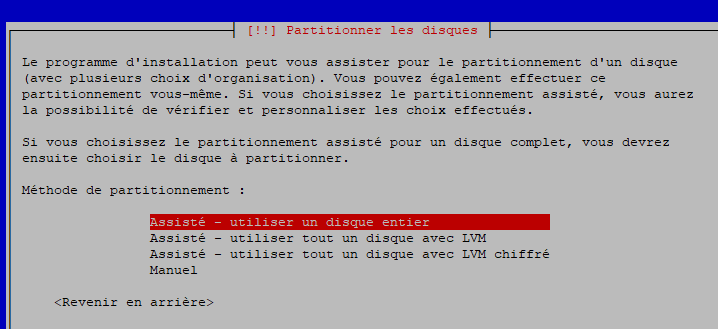 [!!] Partitionner les disques
Le programme d'installation peut vous assister pour le partitionnement d'un disque
(avec plusieurs choix d'organisation). Vous pouvez également effectuer ce
partitionnement vous-même. Si vous choisissez le partitionnement assisté, vous aurez
la possibilité de vérifier et personnaliser les choix effectués.
Si vous choisissez le partitionnement assisté pour un disque complet, vous devrez
ensuite choisir le disque à partitionner.
Méthode de partitionnement :
Assisté - utiliser un disque entier
Assisté - utiliser tout un disque avec LVM
Assisté - utiliser tout un disque avec LVM chiffré
Manuel
<Revenir en arrière>